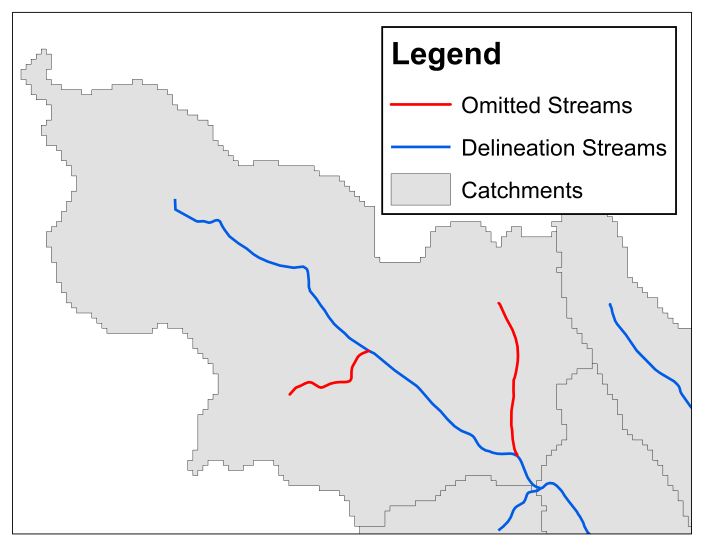 Legend
Omitted Streams
Delineation Streams
Catchments